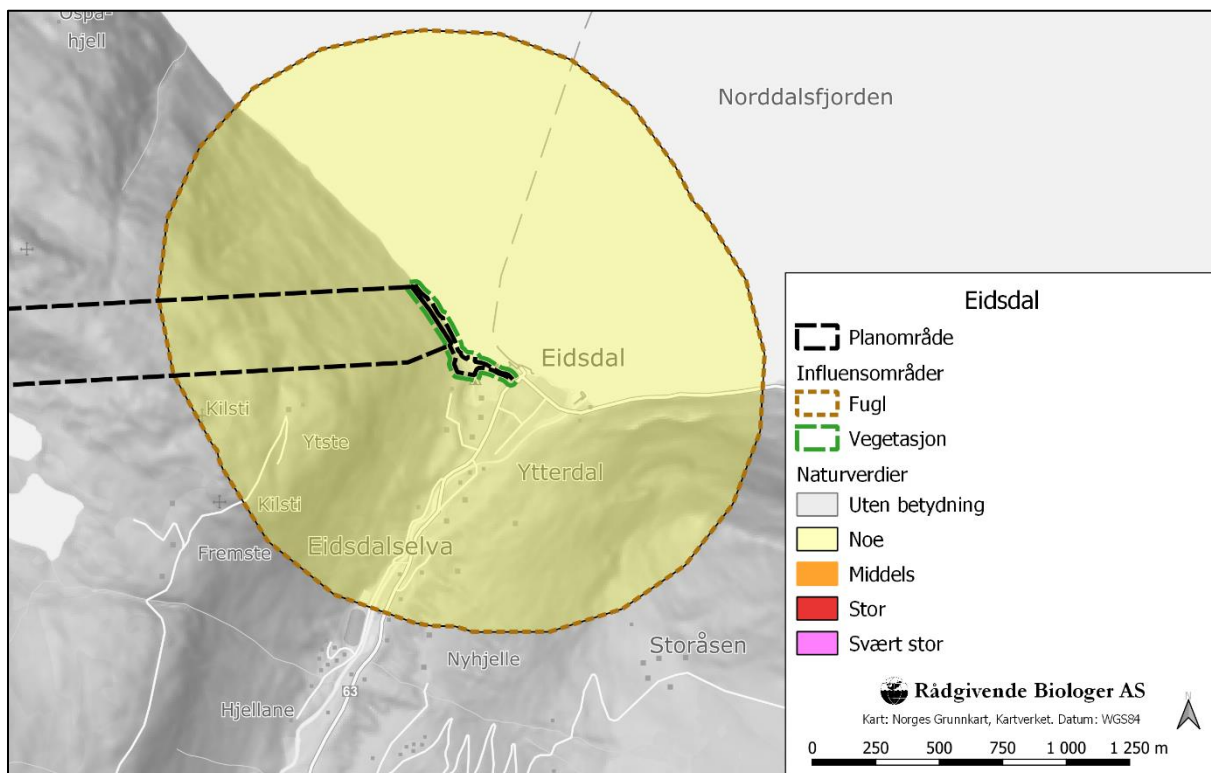 Ospa-
hjell
Norddalsfjorden
Eidsdal
Kilsti
Ytste
Kilsti
Ytterdal
Eidsdalselva
Fremste
Storåsen
Nyhjelle
63
Hjellane
Eidsdal
Planområde
Influensområder
Fugl
Vegetasjon
Naturverdier
Uten betydning
Noe
Middels
Stor
Svært stor
Rådgivende Biologer AS
N
Kart: Norges Grunnkart, Kartverket. Datum: WGS84
0 250 500 750 1 000 1 250 m